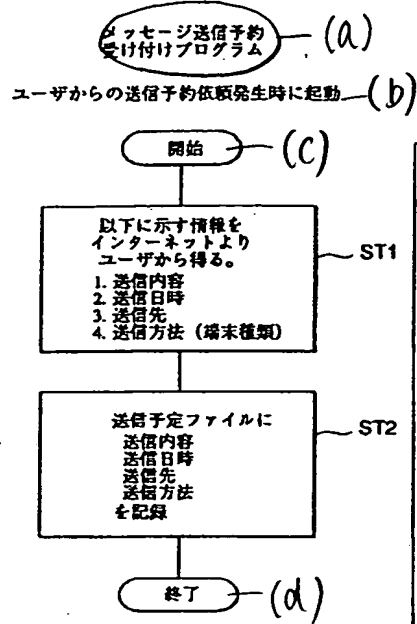 メッセージ送信予約
受け付けプログラム
(a)
ユーザからの送信予約依頼発生時に起動
(b)
開始
(c)
以下に示す情報を
インターネットより
ユーザから得る。
1. 送信内容
2. 送信日時
3. 送信先
4. 送信方法（端末種類）
ST1
送信予定ファイルに
送信内容
送信日時
送信先
送信方法
を記録
ST2
終了
(d)